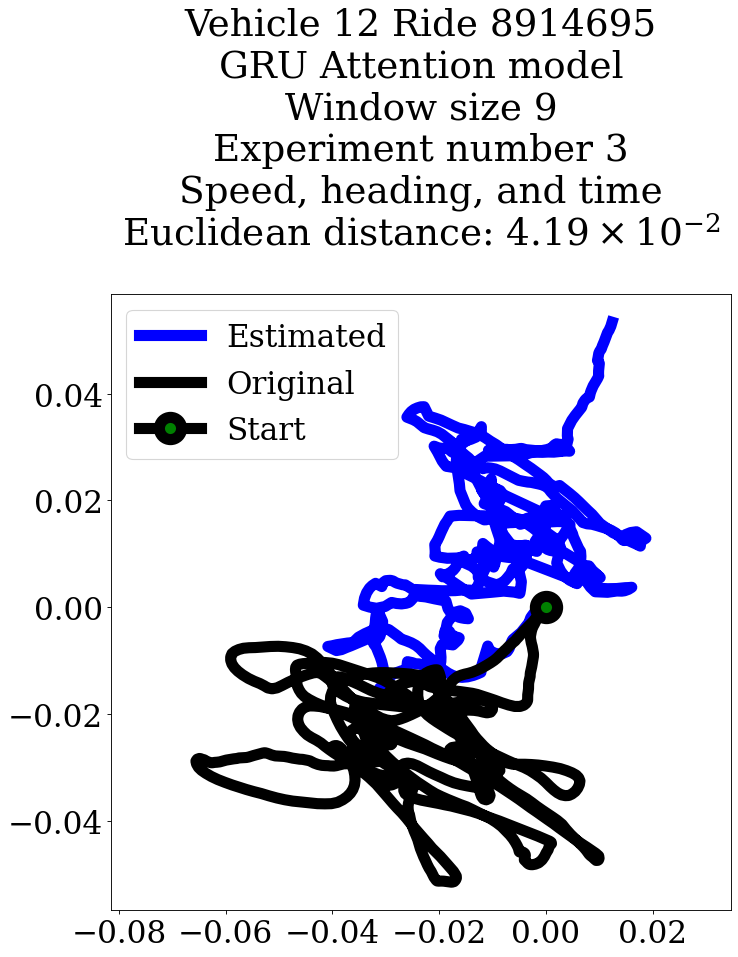 Vehicle 12 Ride 8914695
GRU Attention model
Window size 9
Experiment number 3
Speed, heading, and time
Euclidean distance: 4.19 × 10⁻²
Estimated
Original
Start
0.04
0.02
0.00
−0.02
−0.04
−0.08 −0.06 −0.04 −0.02 0.00 0.02